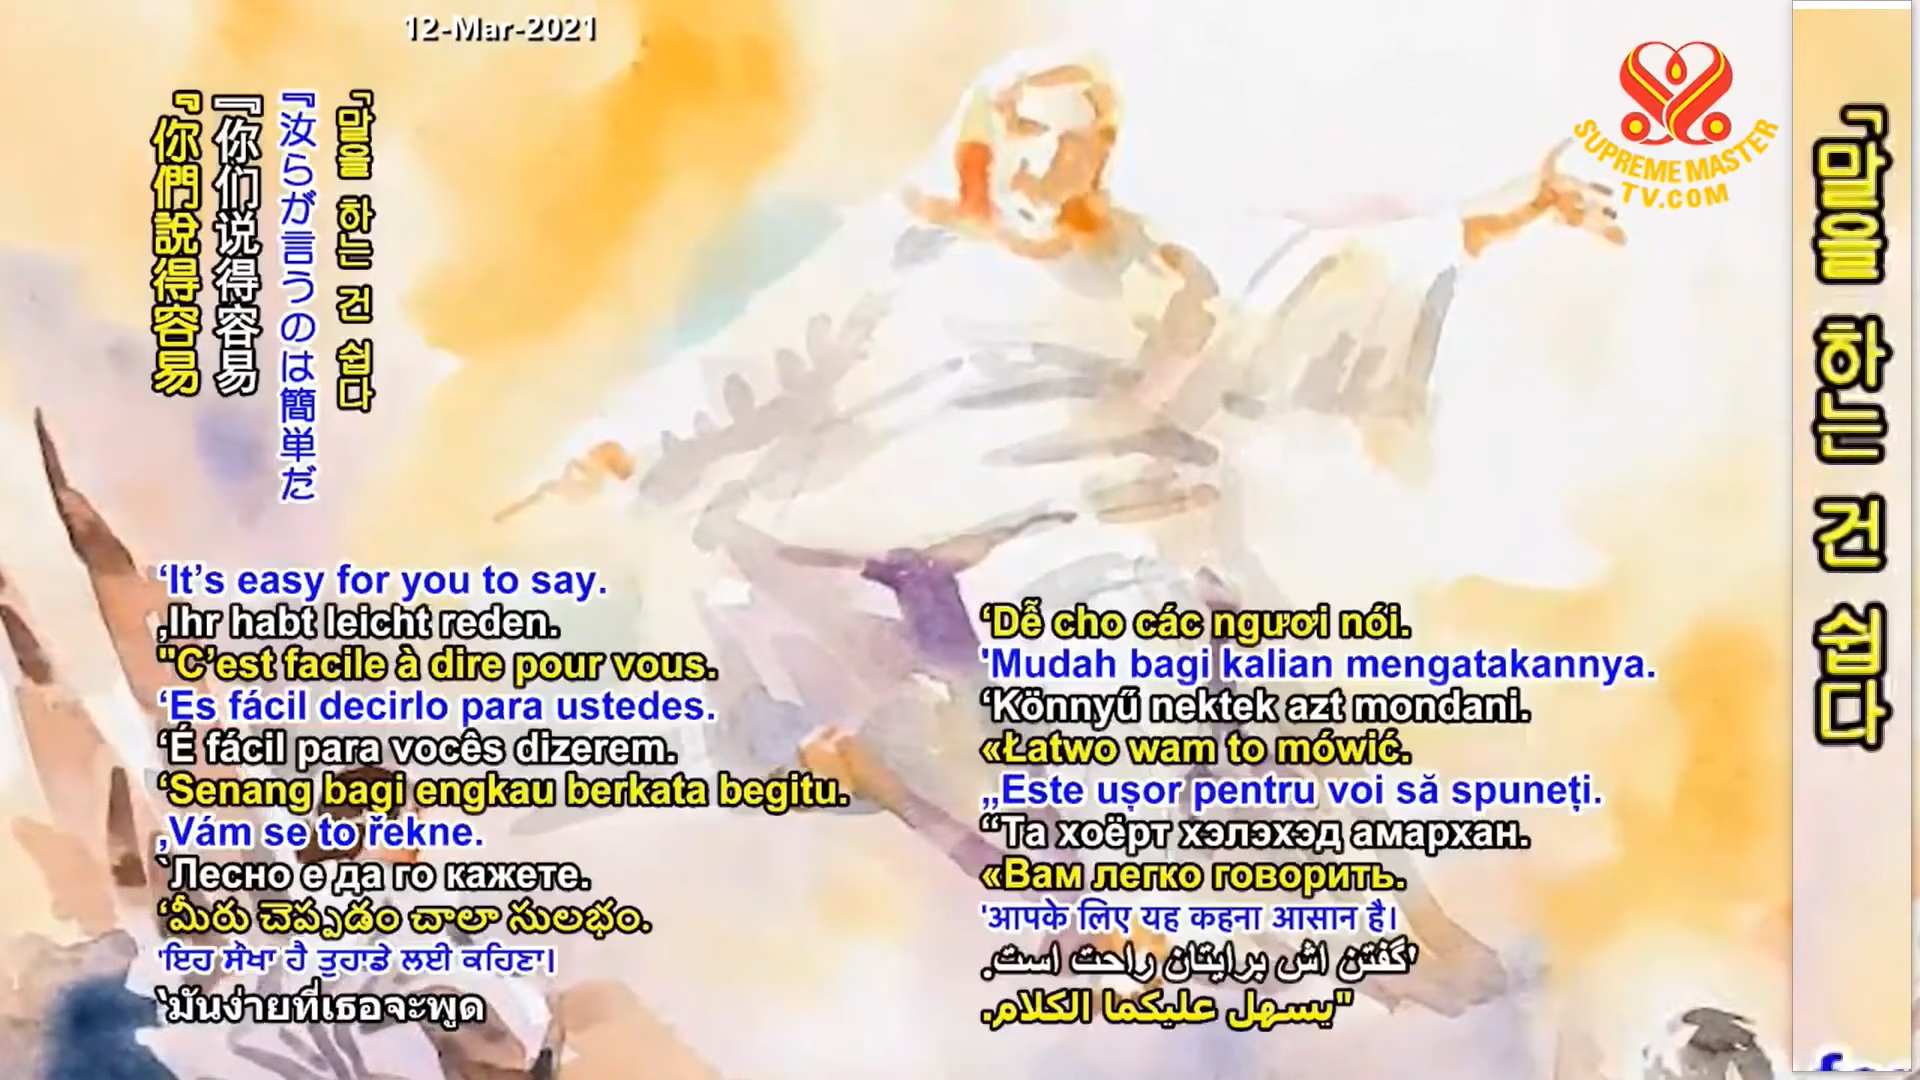 12-Mar-2021
SUPREME MASTER
TV.COM
「말을 하는 건 쉽다
『汝らが言うのは簡単だ
『你们说得容易
『你們說得容易
‘It’s easy for you to say.
‚Ihr habt leicht reden.
"C’est facile à dire pour vous.
‘Es fácil decirlo para ustedes.
‘É fácil para vocês dizerem.
‘Senang bagi engkau berkata begitu.
‚Vám se to řekne.
`Лесно е да го кажете.
‘మీరు చెప్పడం చాలా సులభం.
'ਇਹ ਸੌਖਾ ਹੈ ਤੁਹਾਡੇ ਲਈ ਕਹਿਣਾ।
‘มันง่ายที่เธอจะพูด
‘Dễ cho các ngươi nói.
'Mudah bagi kalian mengatakannya.
‘Könnyű nektek azt mondani.
«Łatwo wam to mówić.
„Este ușor pentru voi să spuneți.
“Та хоёрт хэлэхэд амархан.
«Вам легко говорить.
'आपके लिए यह कहना आसान है।
'گفتن اش برایتان راحت است.
"يسهل عليكما الكلام.
「말을 하는 건 쉽다